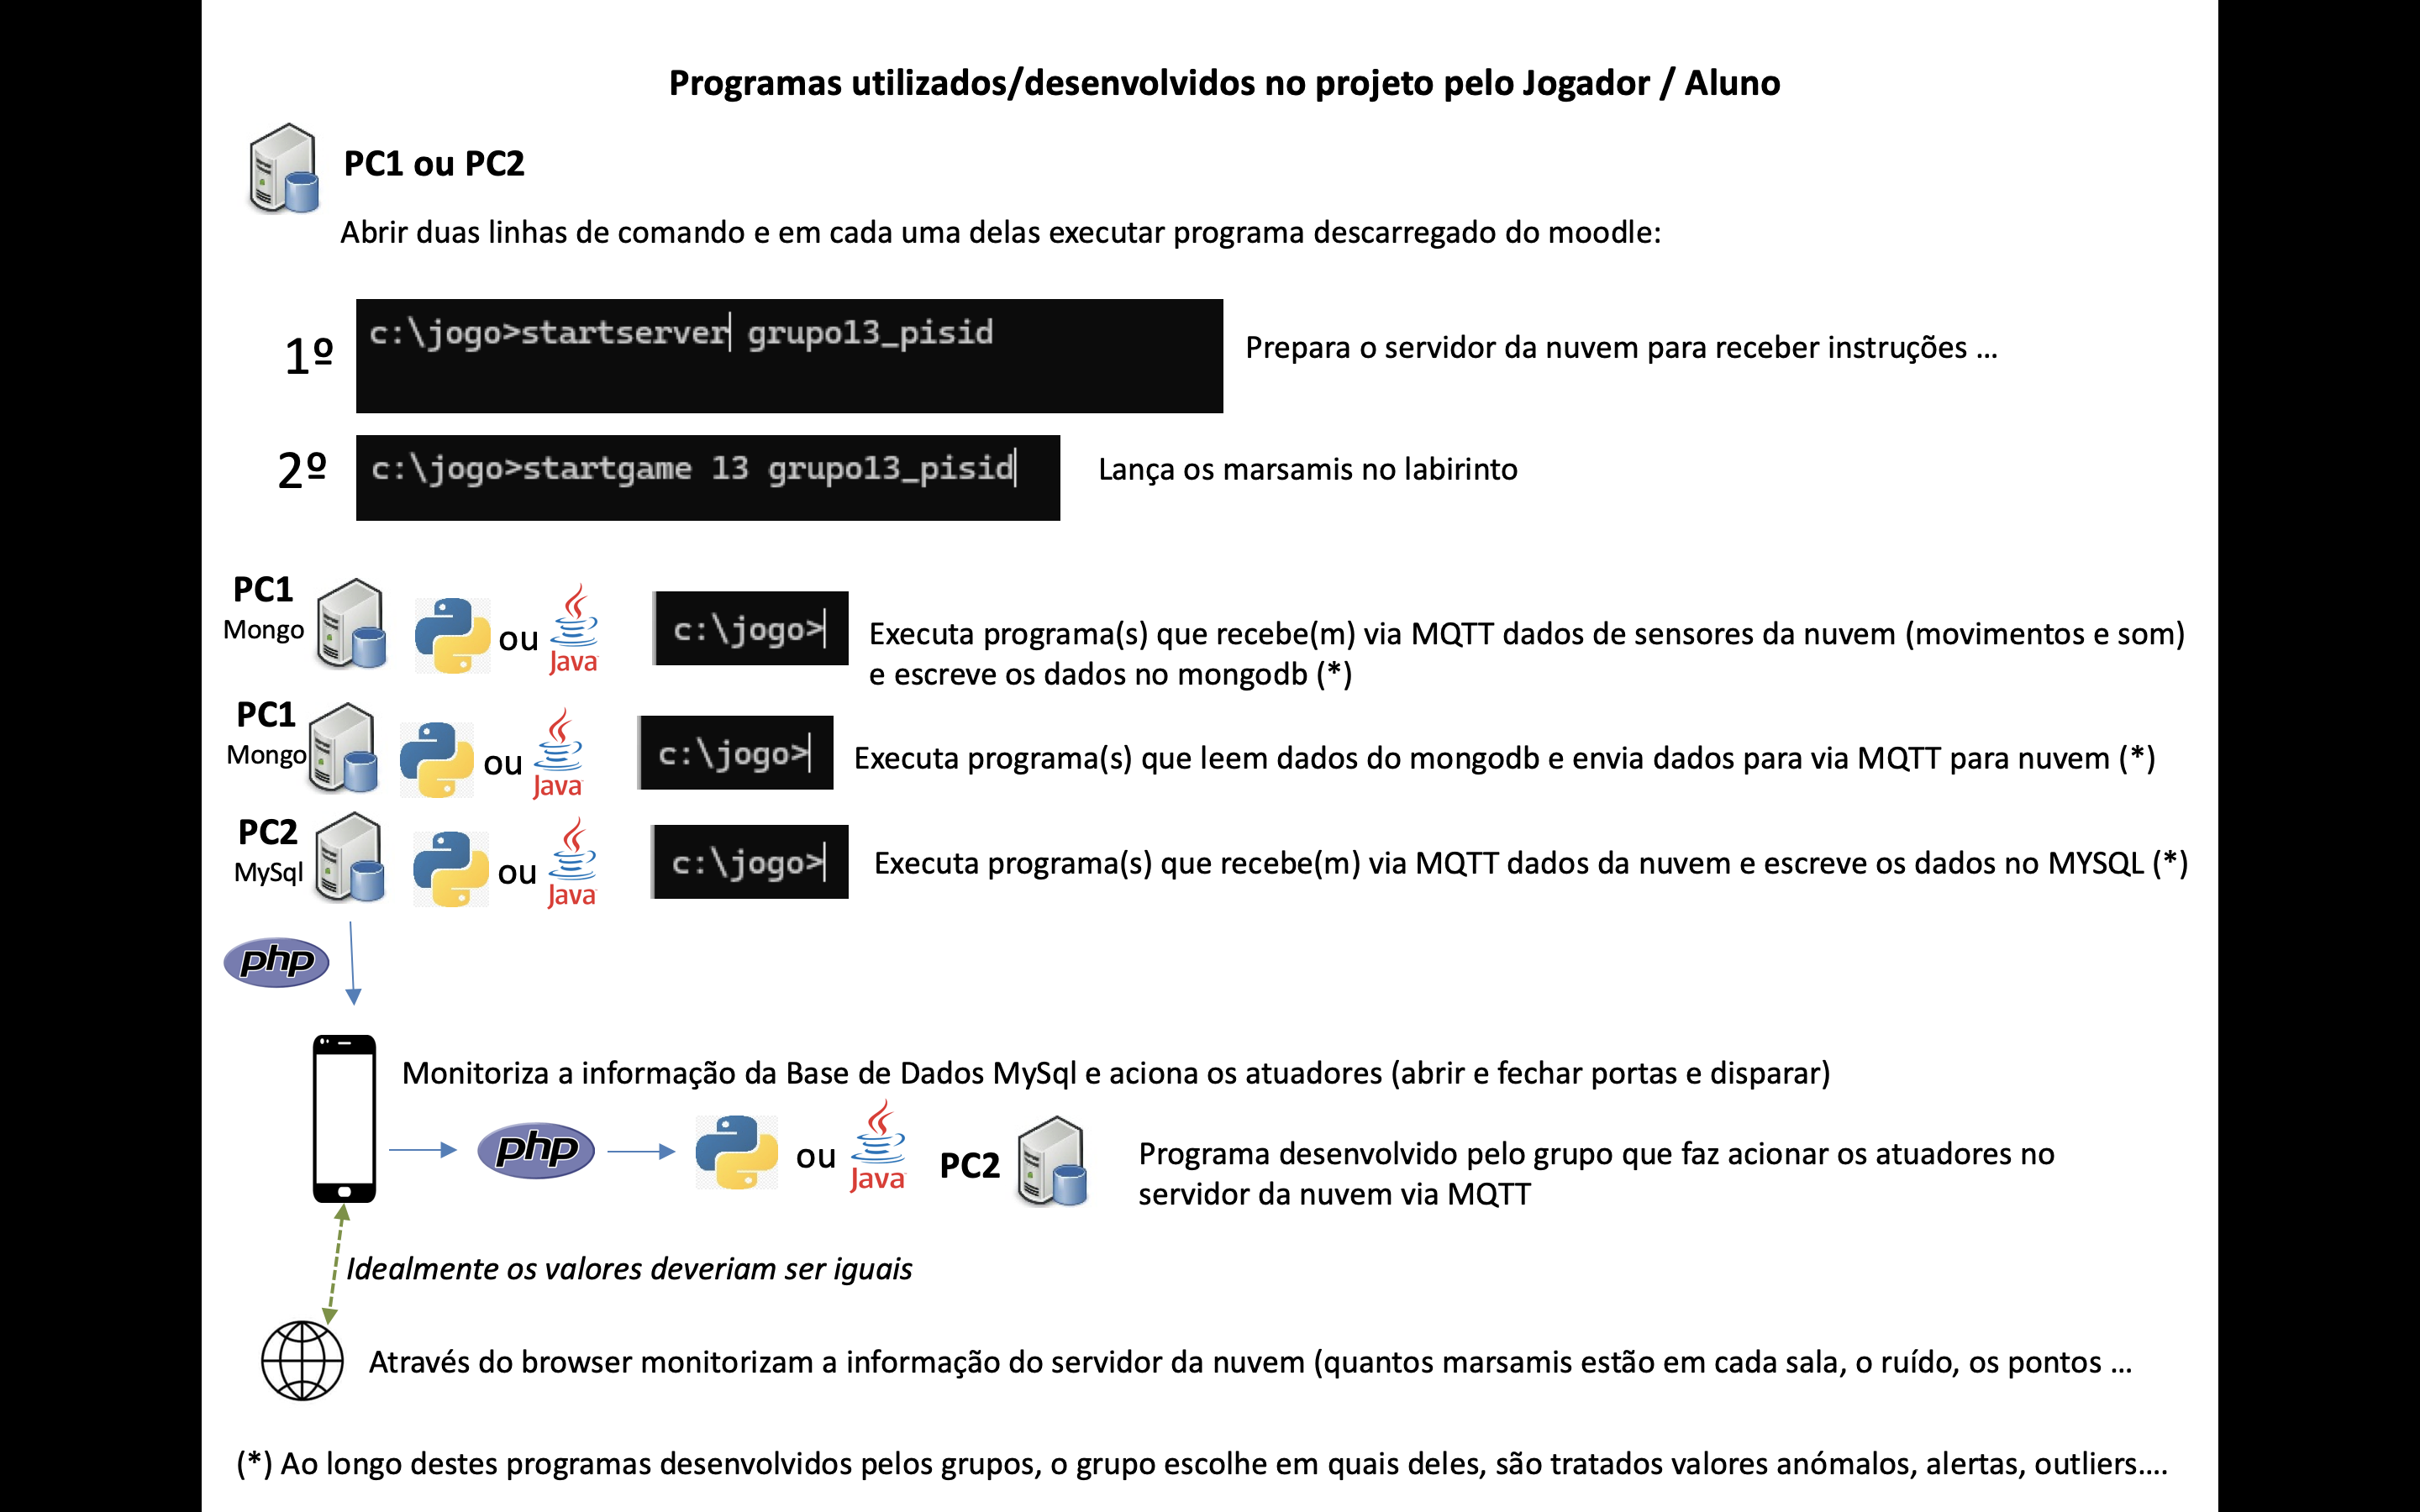 Programas utilizados/desenvolvidos no projeto pelo Jogador / Aluno
PC1 ou PC2
Abrir duas linhas de comando e em cada uma delas executar programa descarregado do moodle:
1º
c:\jogo>startserver grupo13_pisid
Prepara o servidor da nuvem para receber instruções ...
2º
c:\jogo>startgame 13 grupo13_pisid
Lança os marsamis no labirinto
PC1
Mongo
ou
Java
c:\jogo>
Executa programa(s) que recebe(m) via MQTT dados de sensores da nuvem (movimentos e som)
e escreve os dados no mongodb (*)
PC1
Mongo
ou
Java
c:\jogo>
Executa programa(s) que leem dados do mongodb e envia dados para via MQTT para nuvem (*)
PC2
MySql
ou
Java
c:\jogo>
Executa programa(s) que recebe(m) via MQTT dados da nuvem e escreve os dados no MYSQL (*)
php
Monitoriza a informação da Base de Dados MySql e aciona os atuadores (abrir e fechar portas e disparar)
php
ou
Java
PC2
Programa desenvolvido pelo grupo que faz acionar os atuadores no
servidor da nuvem via MQTT
Idealmente os valores deveriam ser iguais
Através do browser monitorizam a informação do servidor da nuvem (quantos marsamis estão em cada sala, o ruído, os pontos ...
(*) Ao longo destes programas desenvolvidos pelos grupos, o grupo escolhe em quais deles, são tratados valores anómalos, alertas, outliers....